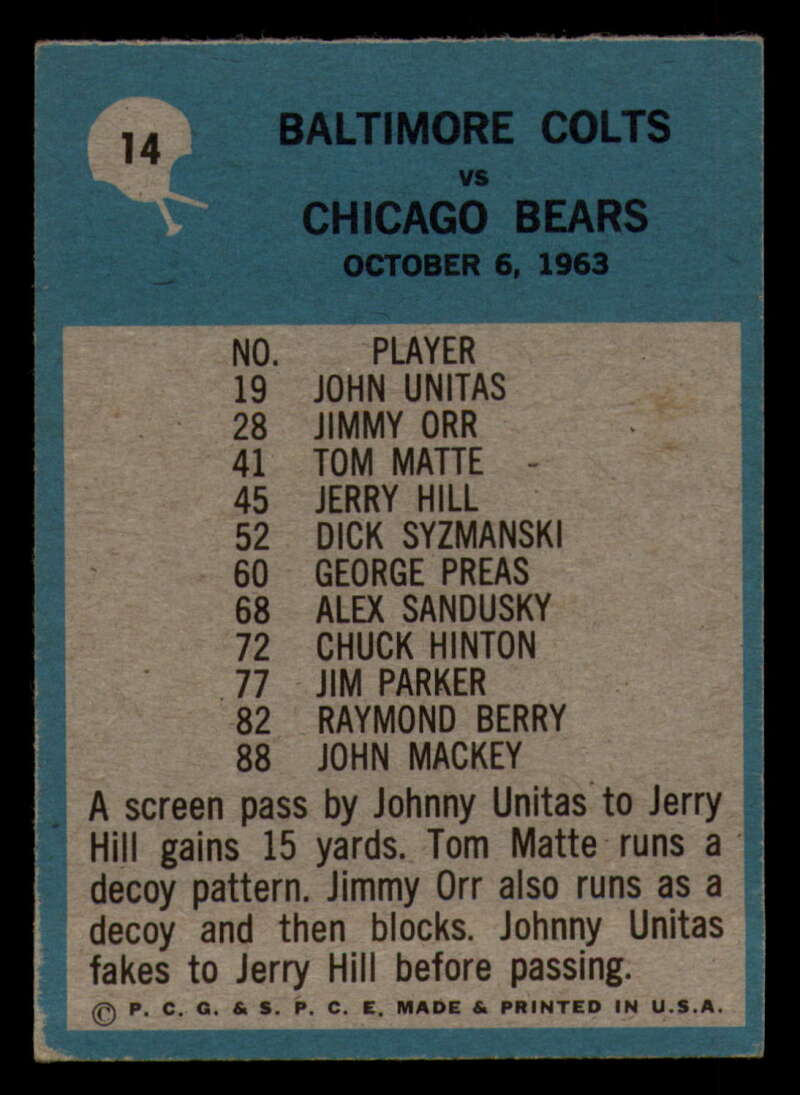 14
BALTIMORE COLTS
VS
CHICAGO BEARS
OCTOBER 6, 1963
NO. PLAYER
19 JOHN UNITAS
28 JIMMY ORR
41 TOM MATTE
45 JERRY HILL
52 DICK SYZMANSKI
60 GEORGE PREAS
68 ALEX SANDUSKY
72 CHUCK HINTON
77 JIM PARKER
82 RAYMOND BERRY
88 JOHN MACKEY
A screen pass by Johnny Unitas to Jerry
Hill gains 15 yards. Tom Matte runs a
decoy pattern. Jimmy Orr also runs as a
decoy and then blocks. Johnny Unitas
fakes to Jerry Hill before passing.
© P. C. G. & S. P. C. E. MADE & PRINTED IN U.S.A.